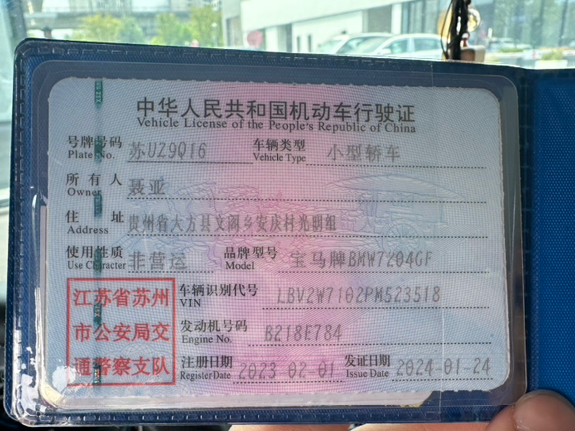 中华人民共和国机动车行驶证
Vehicle License of the People's Republic of China
号牌号码 苏UZ9Q16 车辆类型 小型轿车
Plate No. Vehicle Type
所有人 聂亚
Owner
住址 贵州省大方县文阁乡安庆村光明组
Address
使用性质 非营运 品牌型号 宝马牌BMW7204GF
Use Character Model
江苏省苏州
市公安局交
通警察支队
车辆识别代号 LBV2W7102PM523518
VIN
发动机号码 B218E784
Engine No.
注册日期 2023-02-01 发证日期 2024-01-24
Register Date Issue Date